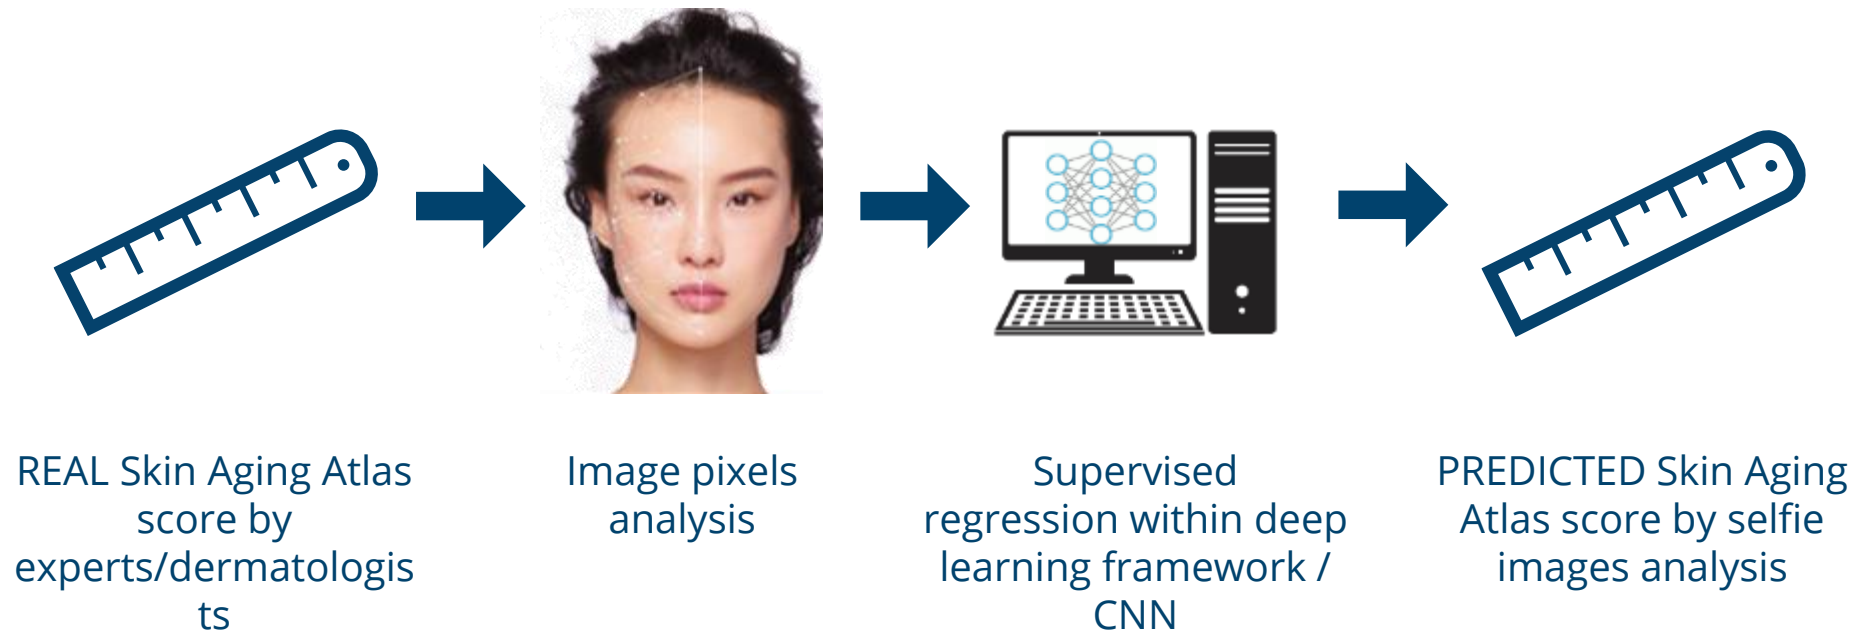 REAL Skin Aging Atlas
score by
experts/dermatologis
ts
Image pixels
analysis
Supervised
regression within deep
learning framework /
CNN
PREDICTED Skin Aging
Atlas score by selfie
images analysis